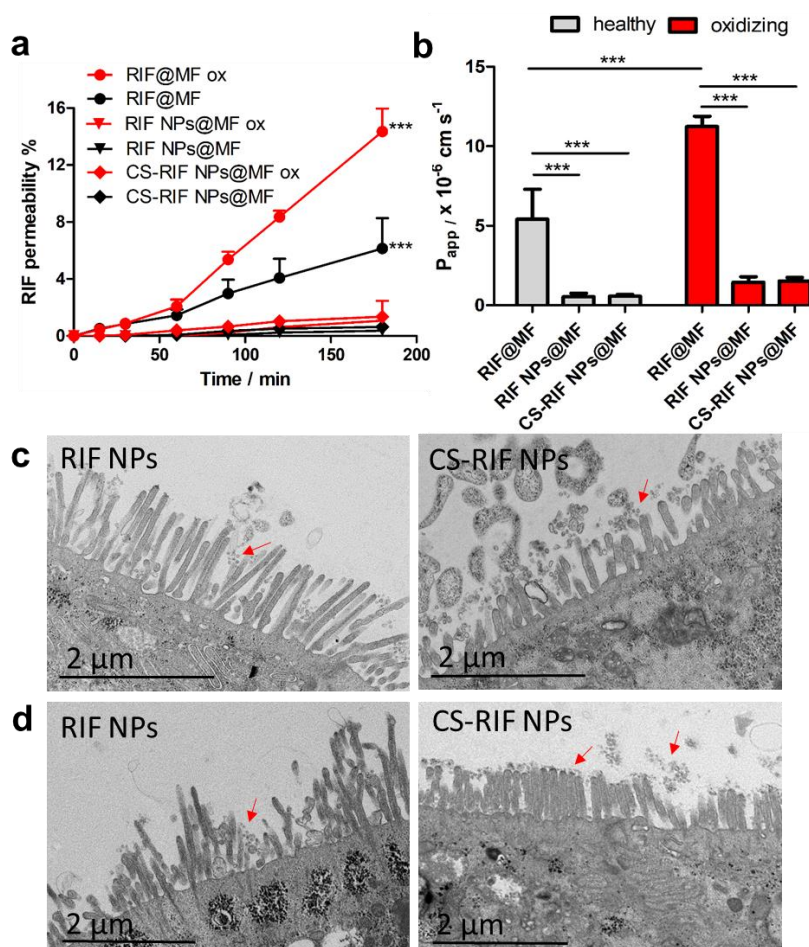 a
RIF@MF ox
RIF@MF
RIF NPs@MF ox
RIF NPs@MF
CS-RIF NPs@MF ox
CS-RIF NPs@MF
***
***
16
12
8
4
0
RIF permeability %
0 50 100 150 200
Time / min
b
healthy oxidizing
***
***
***
***
***
15
10
5
0
Papp / x 10-6 cm s-1
RIF@MF
RIF NPs@MF
CS-RIF NPs@MF
RIF@MF
RIF NPs@MF
CS-RIF NPs@MF
c
RIF NPs
2 μm
CS-RIF NPs
2 μm
d
RIF NPs
2 μm
CS-RIF NPs
2 μm